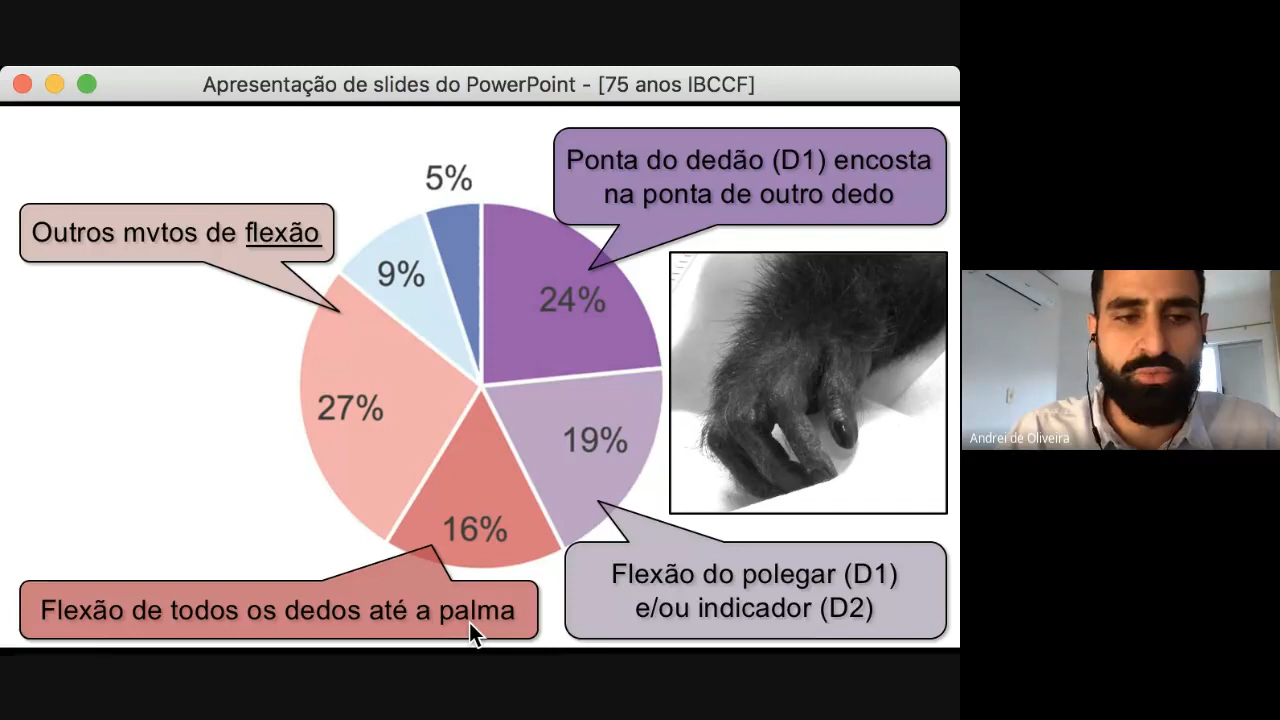 Apresentação de slides do PowerPoint - [75 anos IBCCF]
Ponta do dedão (D1) encosta
na ponta de outro dedo
5%
Outros mvtos de flexão
9%
24%
27%
19%
16%
Flexão do polegar (D1)
e/ou indicador (D2)
Flexão de todos os dedos até a palma
Andrei de Oliveira